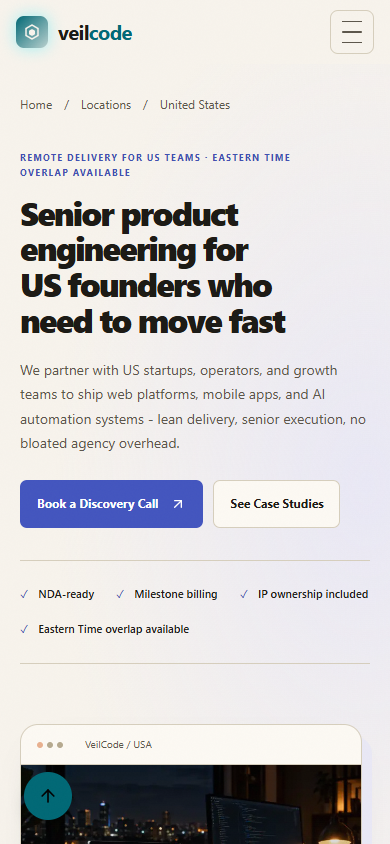 veilcode
Home / Locations / United States
REMOTE DELIVERY FOR US TEAMS · EASTERN TIME
OVERLAP AVAILABLE
Senior product
engineering for
US founders who
need to move fast
We partner with US startups, operators, and growth
teams to ship web platforms, mobile apps, and AI
automation systems - lean delivery, senior execution, no
bloated agency overhead.
Book a Discovery Call
See Case Studies
NDA-ready
Milestone billing
IP ownership included
Eastern Time overlap available
VeilCode / USA